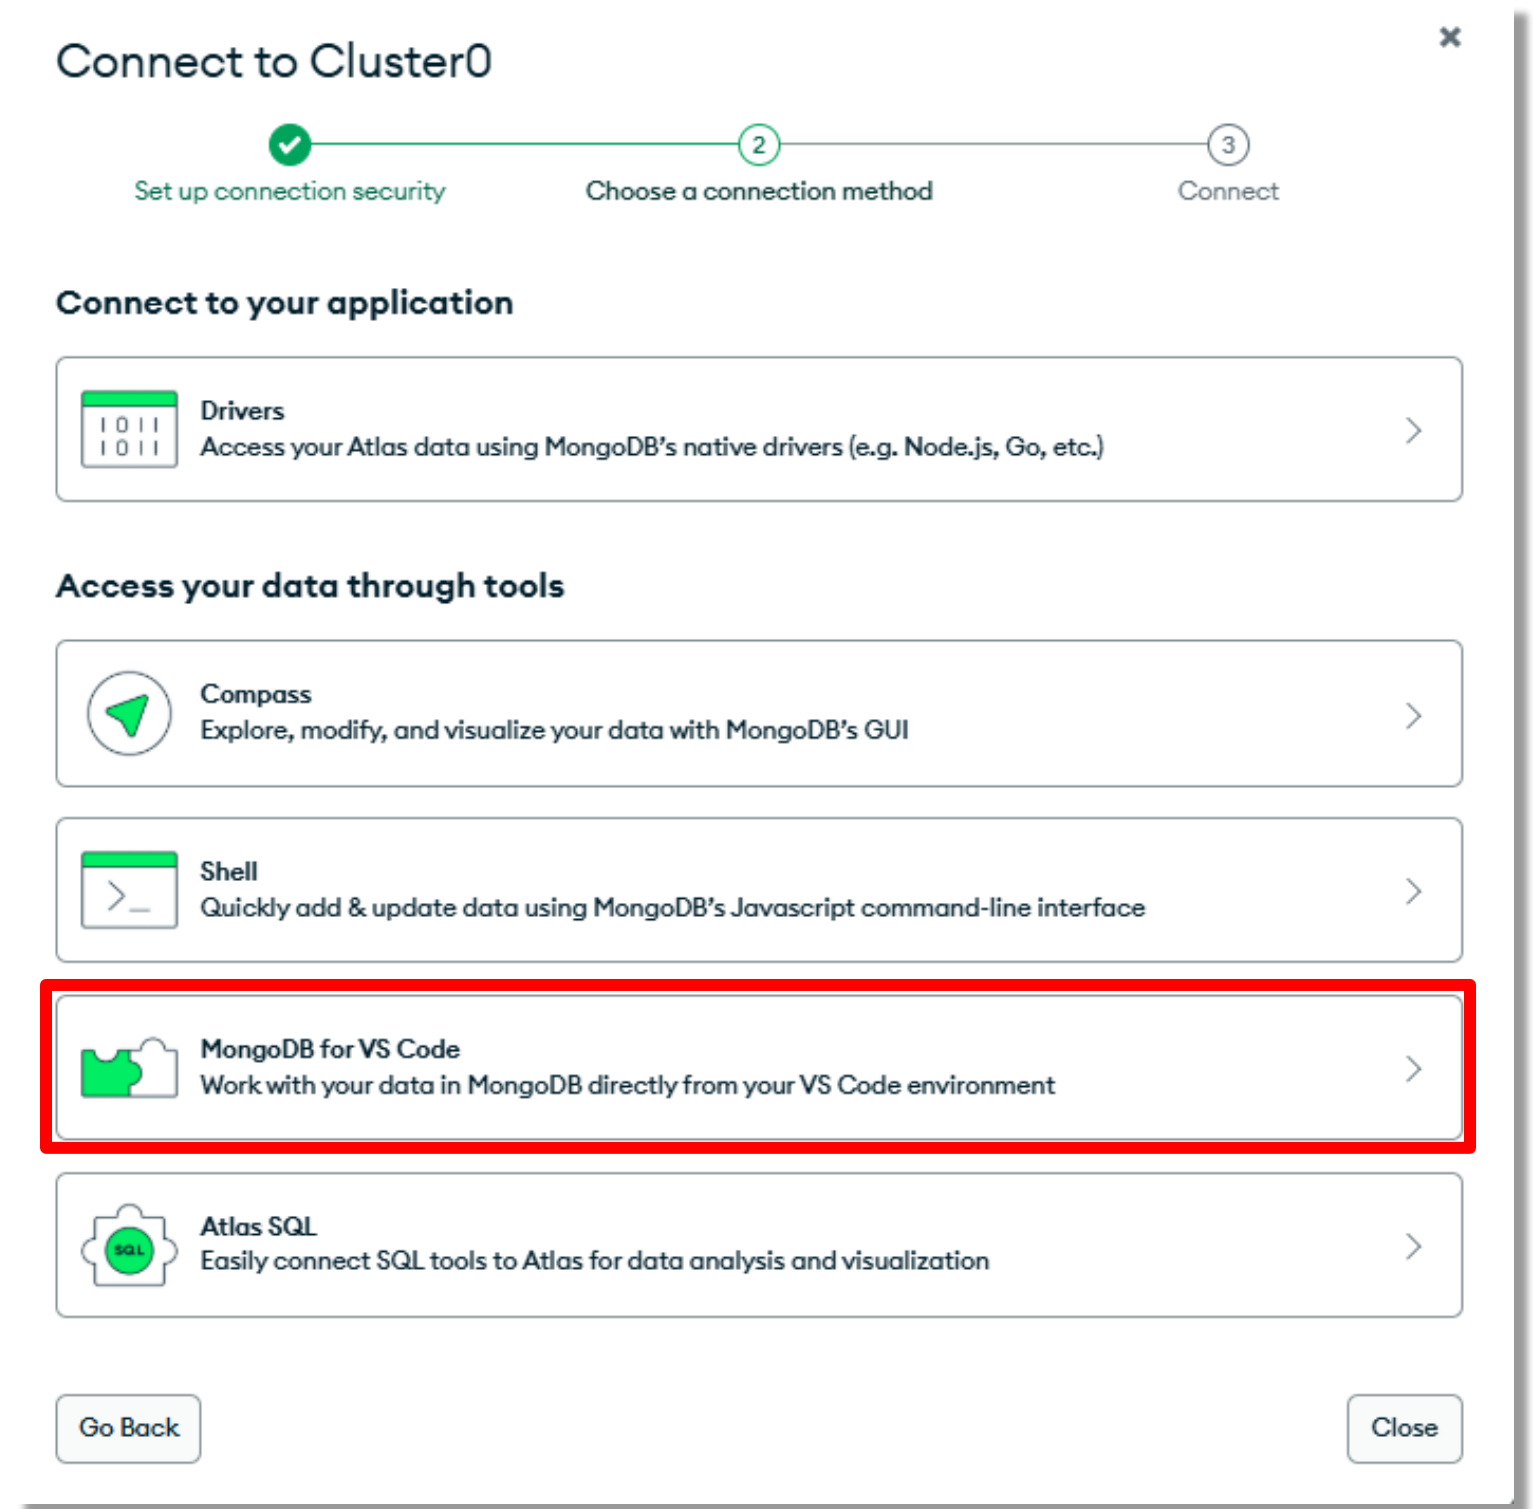 Connect to Cluster0
2
3
Set up connection security
Choose a connection method
Connect
Connect to your application
1011
1011
Drivers
Access your Atlas data using MongoDB's native drivers (e.g. Node.js, Go, etc.)
Access your data through tools
Compass
Explore, modify, and visualize your data with MongoDB's GUI
>_
Shell
Quickly add & update data using MongoDB's Javascript command-line interface
MongoDB for VS Code
Work with your data in MongoDB directly from your VS Code environment
SQL
Atlas SQL
Easily connect SQL tools to Atlas for data analysis and visualization
Go Back
Close